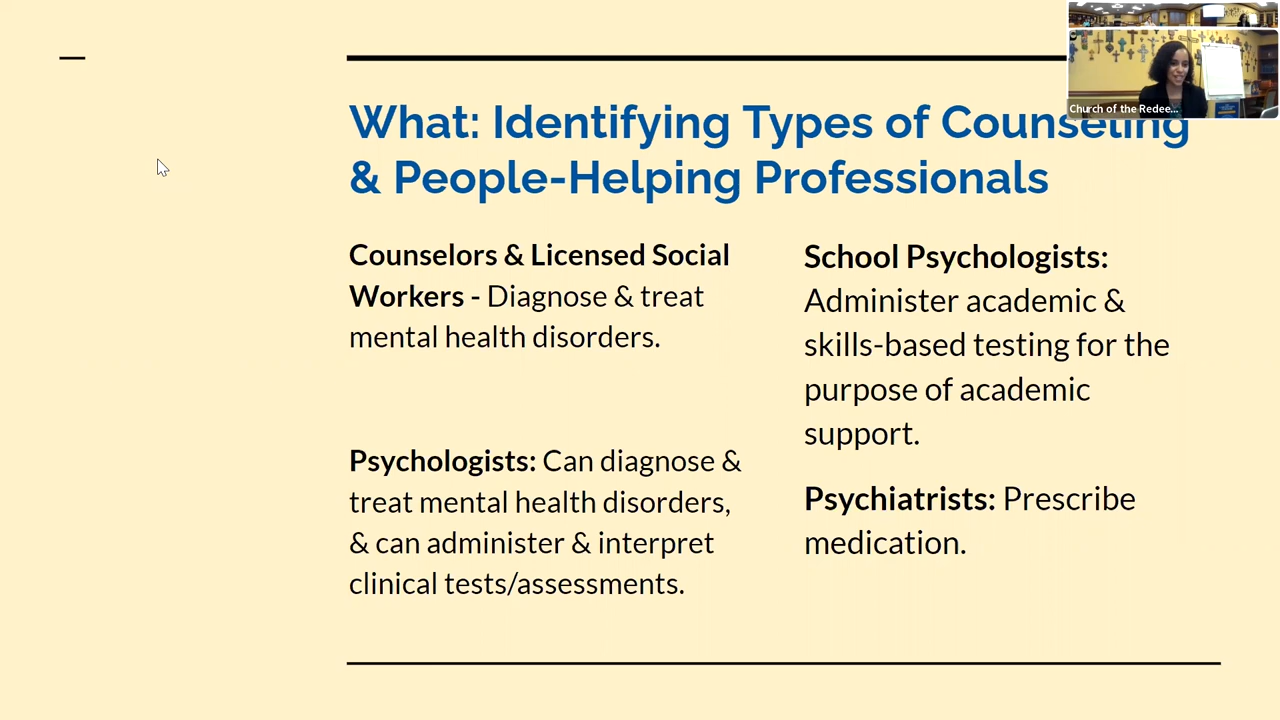 What: Identifying Types of Counseling
& People-Helping Professionals
Counselors & Licensed Social
Workers - Diagnose & treat
mental health disorders.
Psychologists: Can diagnose &
treat mental health disorders,
& can administer & interpret
clinical tests/assessments.
School Psychologists:
Administer academic &
skills-based testing for the
purpose of academic
support.
Psychiatrists: Prescribe
medication.
Church of the Redee...